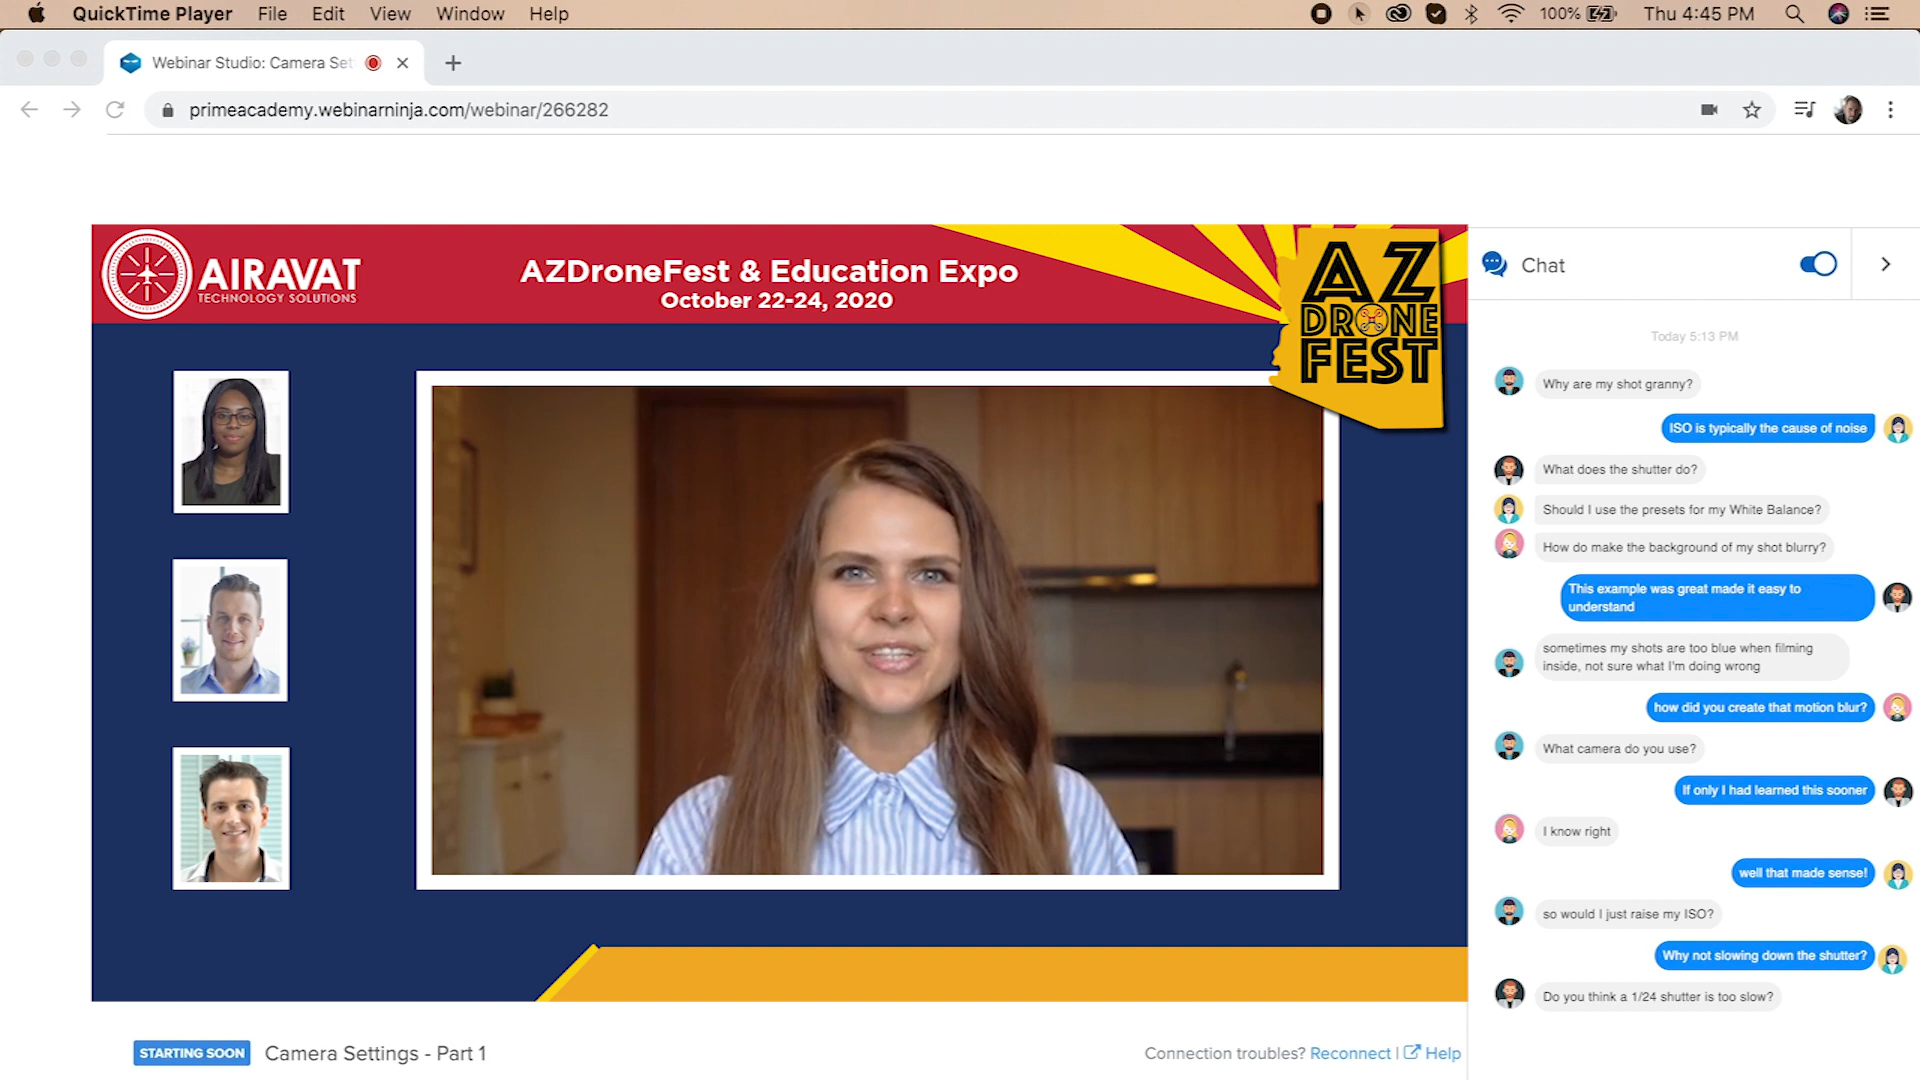 QuickTime Player File Edit View Window Help 100% Thu 4:45 PM
Webinar Studio: Camera Set
primeacademy.webinarninja.com/webinar/266282
AIRAVAT
TECHNOLOGY SOLUTIONS
AZDroneFest & Education Expo
October 22-24, 2020
AZ
DRONE
FEST
Chat
Today 5:13 PM
Why are my shot granny?
ISO is typically the cause of noise
What does the shutter do?
Should I use the presets for my White Balance?
How do make the background of my shot blurry?
This example was great made it easy to
understand
sometimes my shots are too blue when filming
inside, not sure what I'm doing wrong
how did you create that motion blur?
What camera do you use?
If only I had learned this sooner
I know right
well that made sense!
so would I just raise my ISO?
Why not slowing down the shutter?
Do you think a 1/24 shutter is too slow?
STARTING SOON Camera Settings - Part 1
Connection troubles? Reconnect | Help